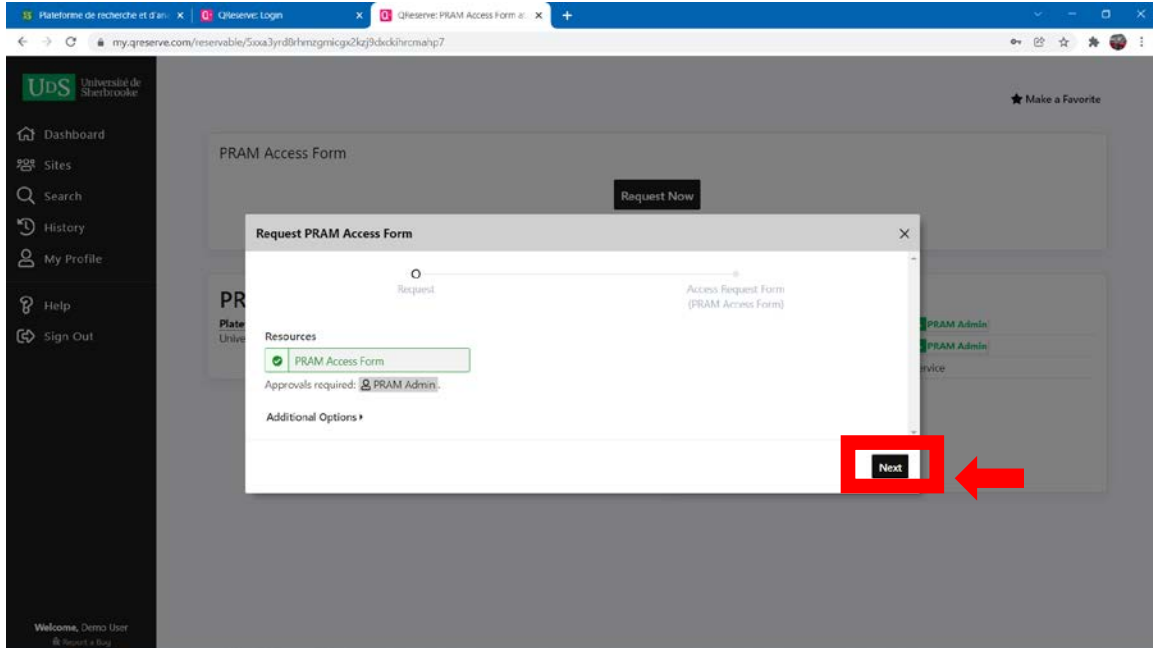 Plateforme de recherche et d'an
QReserve: Login
QReserve: PRAM Access Form a
my.qreserve.com/reservable/
UDS Université de
Sherbrooke
Make a Favorite
Dashboard
Sites
Search
History
My Profile
Help
Sign Out
PRAM Access Form
Request Now
Request PRAM Access Form
Request
Access Request Form
(PRAM Access Form)
Resources
PRAM Access Form
Approvals required: PRAM Admin.
Additional Options
Next
PR
Plate
Unive
PRAM Admin
PRAM Admin
ervice
Welcome, Demo User
Report a Bug